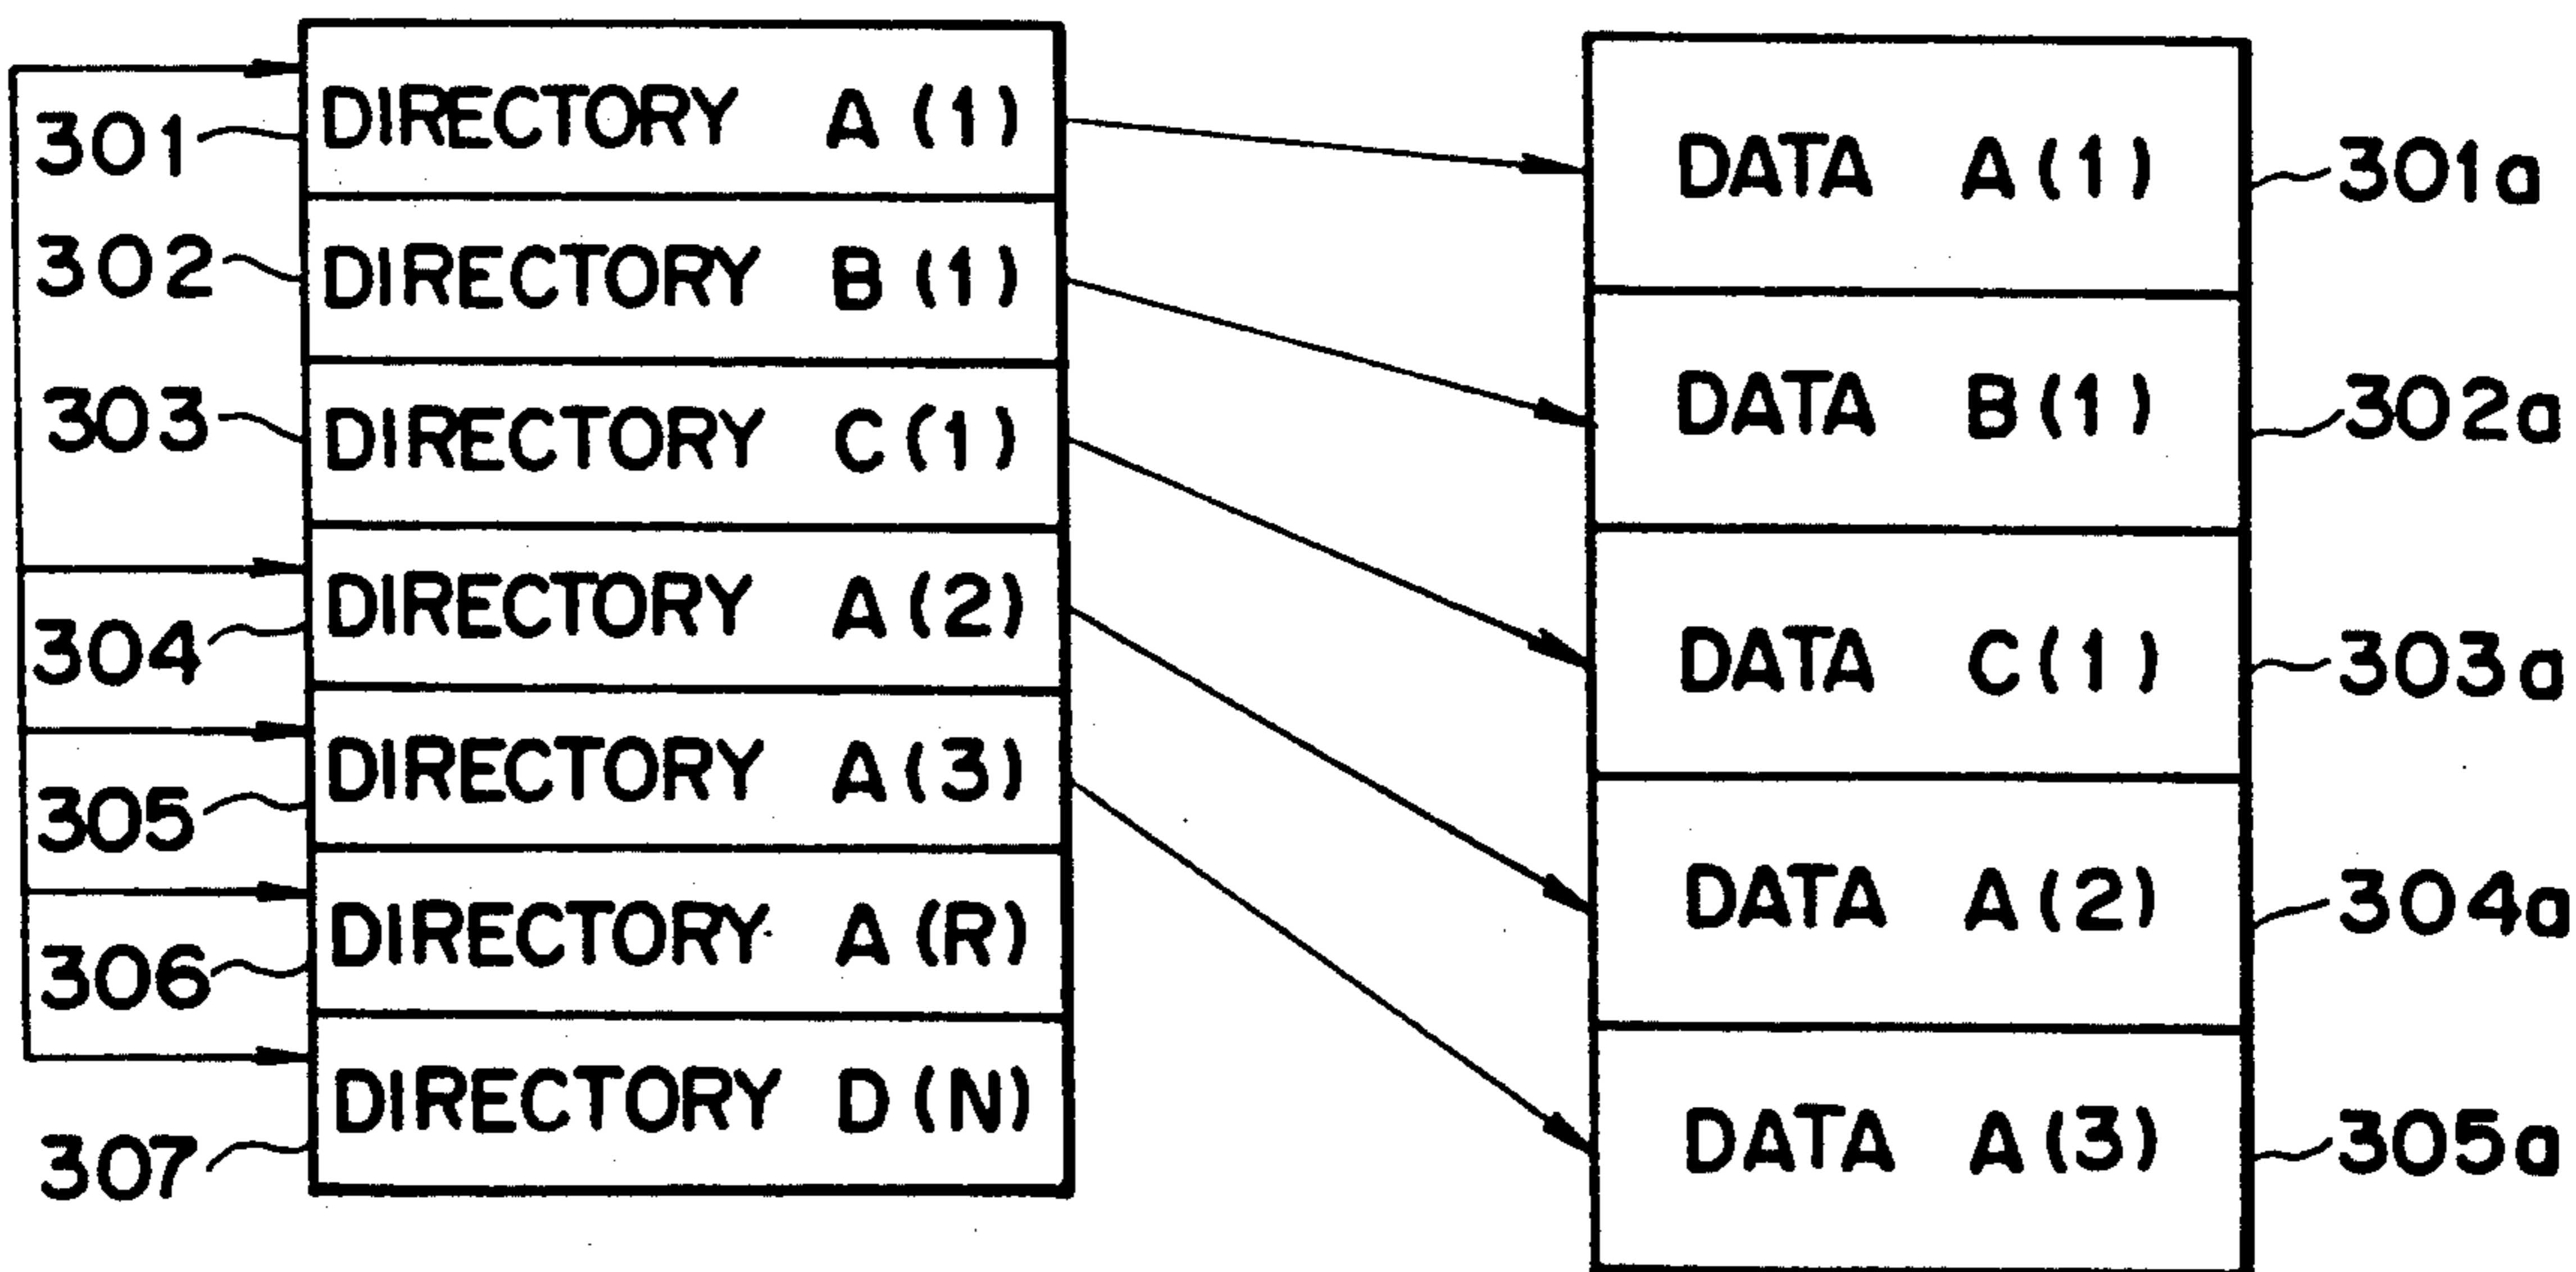 301 DIRECTORY A(1)
302 DIRECTORY B(1)
303 DIRECTORY C(1)
304 DIRECTORY A(2)
305 DIRECTORY A(3)
306 DIRECTORY A(R)
307 DIRECTORY D(N)
DATA A(1) 301a
DATA B(1) 302a
DATA C(1) 303a
DATA A(2) 304a
DATA A(3) 305a